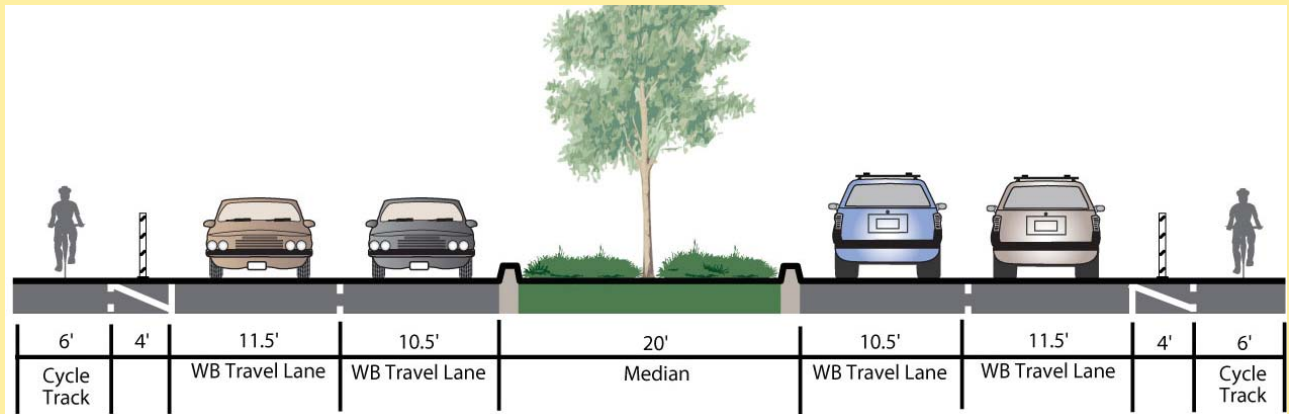 6' 4' 11.5' 10.5' 20' 10.5' 11.5' 4' 6'
Cycle Track
WB Travel Lane
WB Travel Lane
Median
WB Travel Lane
WB Travel Lane
Cycle Track